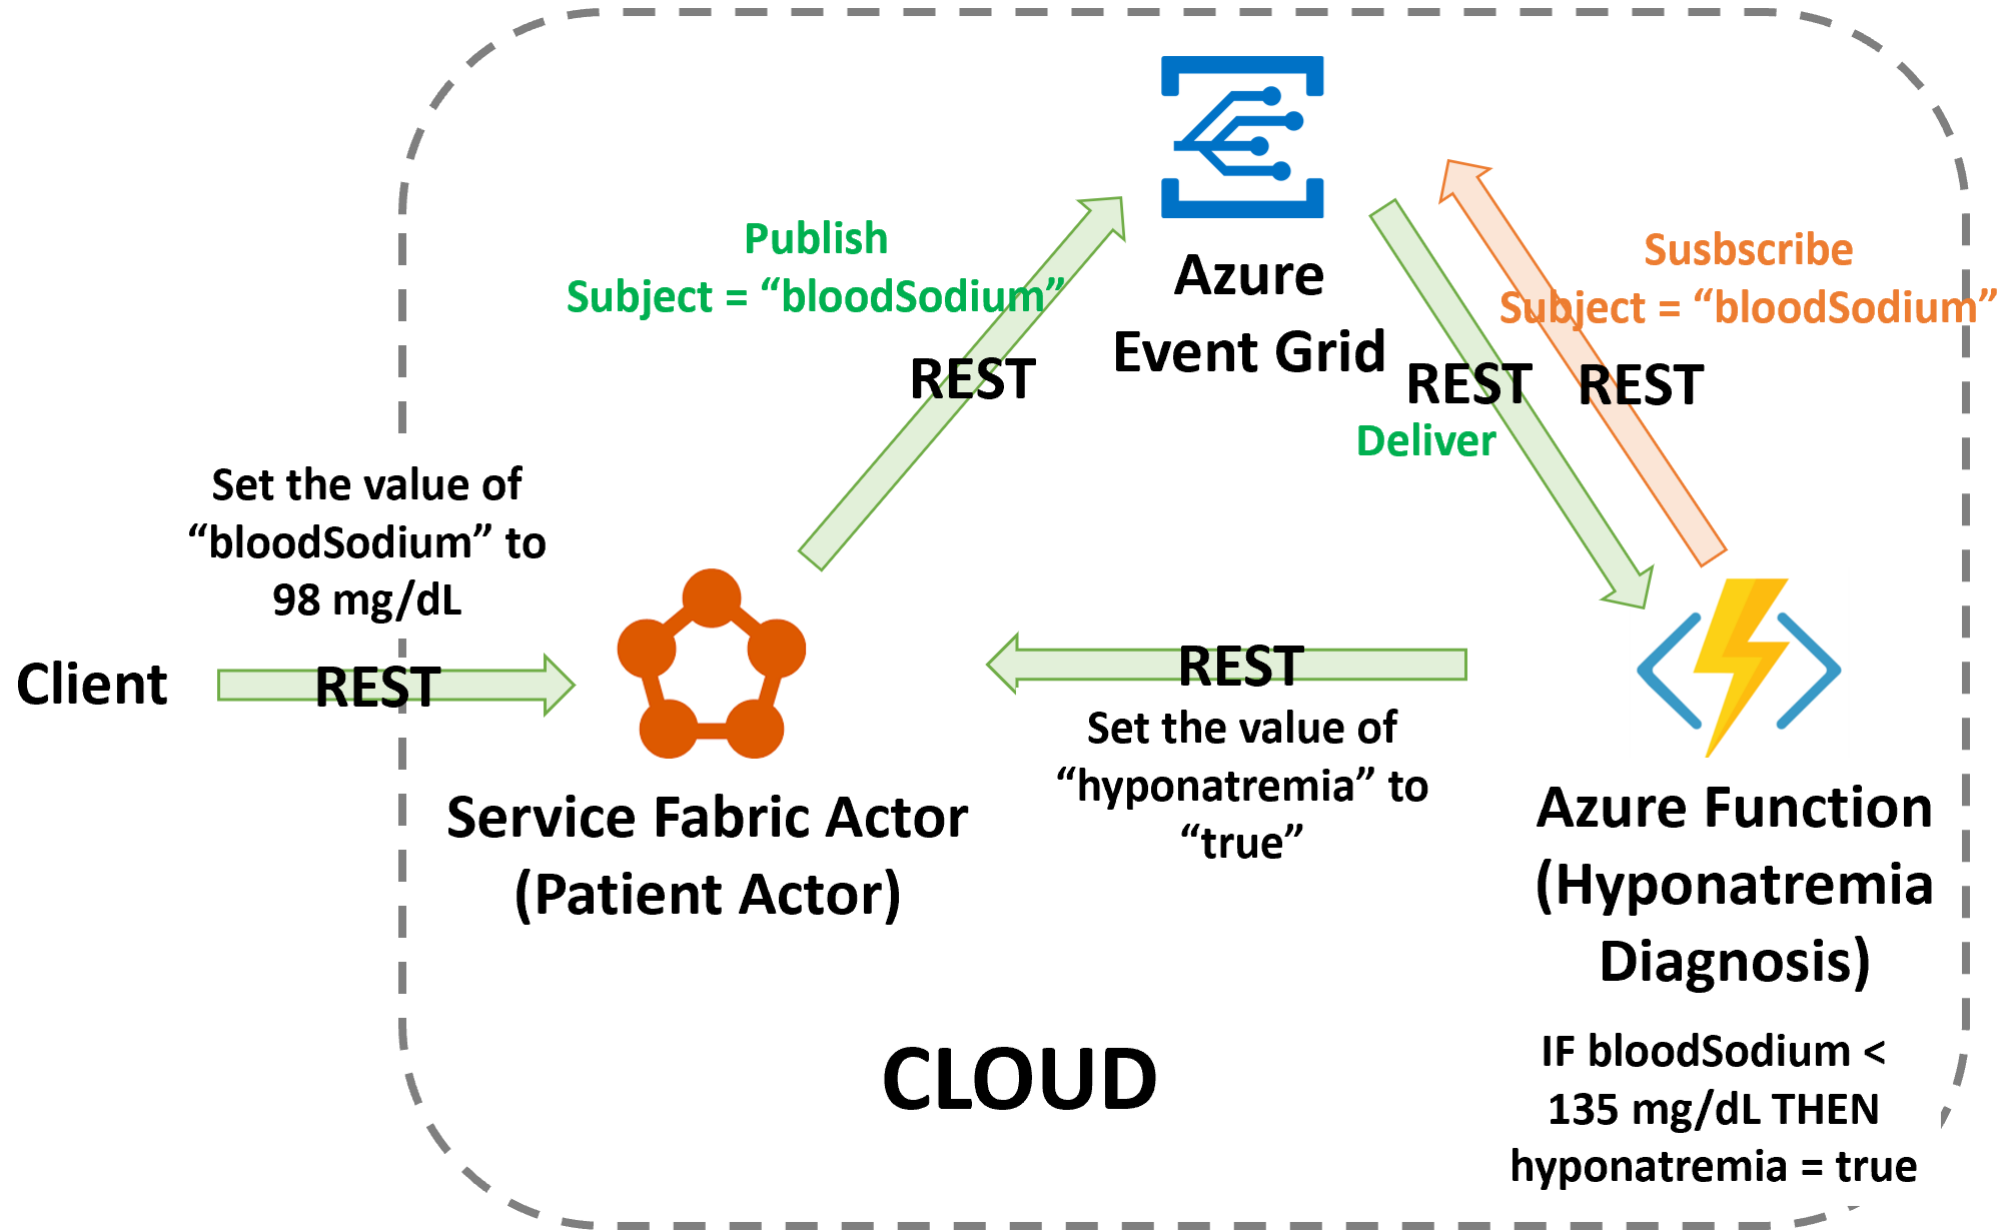 Publish
Subject = “bloodSodium”
REST
Azure
Event Grid
Susbscribe
Subject = “bloodSodium”
REST
REST
Deliver
Set the value of
“bloodSodium” to
98 mg/dL
Client
REST
Service Fabric Actor
(Patient Actor)
REST
Set the value of
“hyponatremia” to
“true”
Azure Function
(Hyponatremia
Diagnosis)
IF bloodSodium <
135 mg/dL THEN
hyponatremia = true
CLOUD